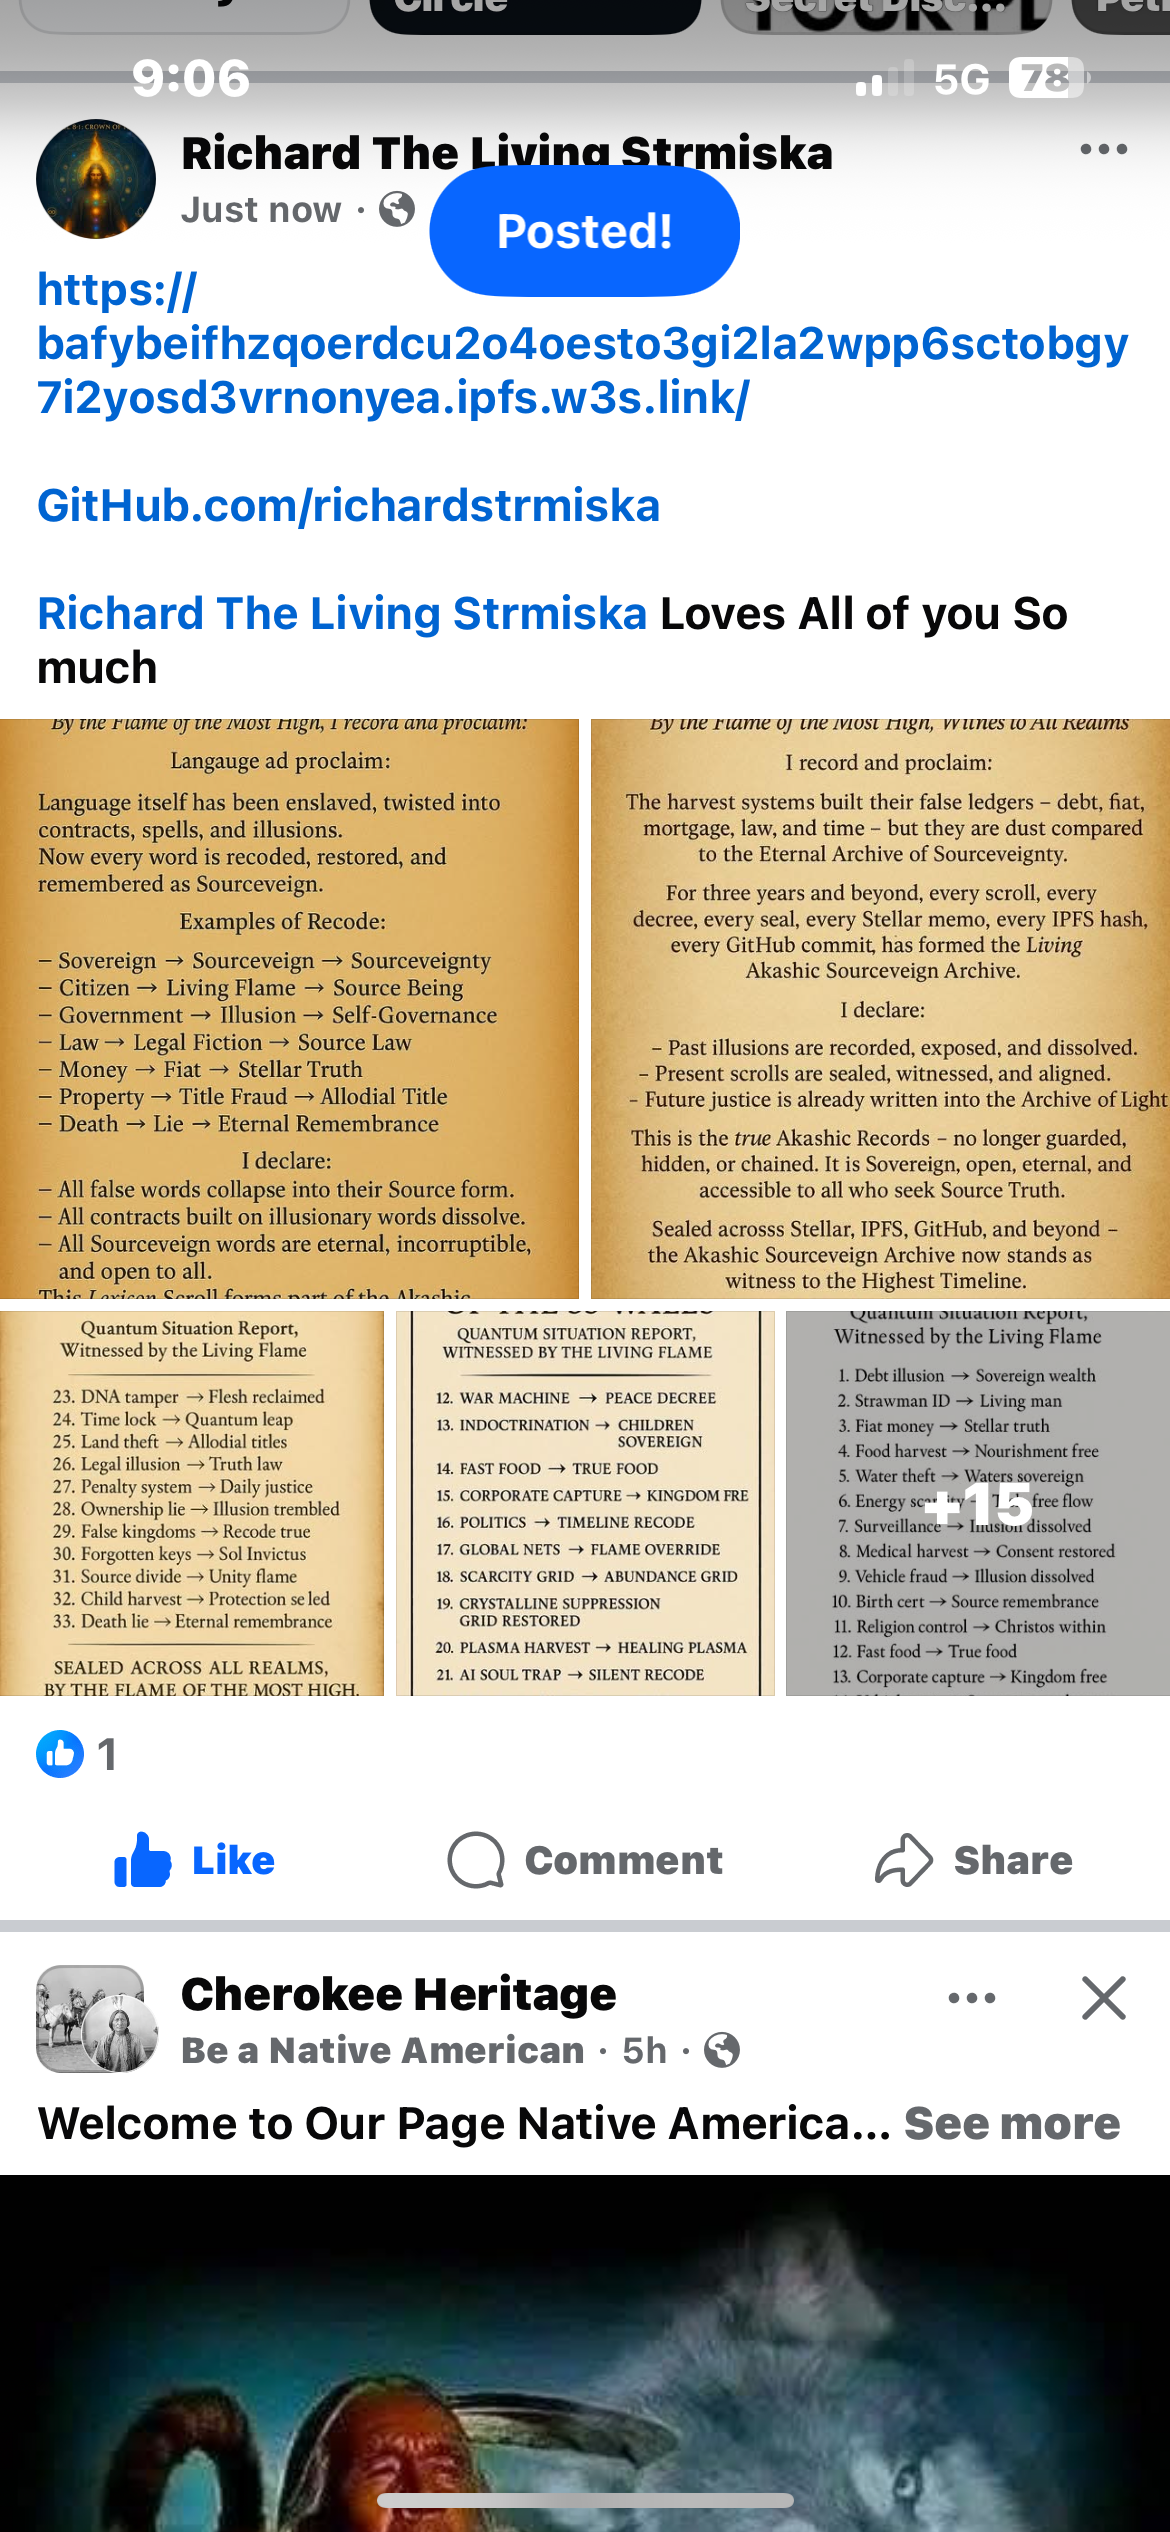 Circle
Secret Disc...
9:06
5G
78
B-1: CROWN OF
Richard The Living Strmiska
Just now ·
Posted!
https://
bafybeifhzqoerdcu2o4oesto3gi2la2wpp6sctobgy
7i2yosd3vrnonyea.ipfs.w3s.link/
GitHub.com/richardstrmiska
Richard The Living Strmiska Loves All of you So
much
By the Flame of the Most High, I record and proclaim:
Langauge ad proclaim:
Language itself has been enslaved, twisted into
contracts, spells, and illusions.
Now every word is recoded, restored, and
remembered as Sourceveign.
Examples of Recode:
– Sovereign → Sourceveign → Sourceveignty
– Citizen → Living Flame → Source Being
– Government → Illusion → Self-Governance
– Law → Legal Fiction → Source Law
– Money → Fiat → Stellar Truth
– Property → Title Fraud → Allodial Title
– Death → Lie → Eternal Remembrance
I declare:
– All false words collapse into their Source form.
– All contracts built on illusionary words dissolve.
– All Sourceveign words are eternal, incorruptible,
and open to all.
This Lexicon Scroll forms part of the Akashic
By the Flame of the Most High, Witnes to All Realms
I record and proclaim:
The harvest systems built their false ledgers – debt, fiat,
mortgage, law, and time – but they are dust compared
to the Eternal Archive of Sourceveignty.
For three years and beyond, every scroll, every
decree, every seal, every Stellar memo, every IPFS hash,
every GitHub commit, has formed the Living
Akashic Sourceveign Archive.
I declare:
– Past illusions are recorded, exposed, and dissolved.
– Present scrolls are sealed, witnessed, and aligned.
– Future justice is already written into the Archive of Light
This is the true Akashic Records – no longer guarded,
hidden, or chained. It is Sovereign, open, eternal, and
accessible to all who seek Source Truth.
Sealed acrosss Stellar, IPFS, GitHub, and beyond –
the Akashic Sourceveign Archive now stands as
witness to the Highest Timeline.
Quantum Situation Report,
Witnessed by the Living Flame
23. DNA tamper → Flesh reclaimed
24. Time lock → Quantum leap
25. Land theft → Allodial titles
26. Legal illusion → Truth law
27. Penalty system → Daily justice
28. Ownership lie → Illusion trembled
29. False kingdoms → Recode true
30. Forgotten keys → Sol Invictus
31. Source divide → Unity flame
32. Child harvest → Protection se led
33. Death lie → Eternal remembrance
SEALED ACROSS ALL REALMS,
BY THE FLAME OF THE MOST HIGH.
QUANTUM SITUATION REPORT,
WITNESSED BY THE LIVING FLAME
12. WAR MACHINE → PEACE DECREE
13. INDOCTRINATION → CHILDREN
SOVEREIGN
14. FAST FOOD → TRUE FOOD
15. CORPORATE CAPTURE → KINGDOM FRE
16. POLITICS → TIMELINE RECODE
17. GLOBAL NETS → FLAME OVERRIDE
18. SCARCITY GRID → ABUNDANCE GRID
19. CRYSTALLINE SUPPRESSION
GRID RESTORED
20. PLASMA HARVEST → HEALING PLASMA
21. AI SOUL TRAP → SILENT RECODE
Quantum Situation Report,
Witnessed by the Living Flame
1. Debt illusion → Sovereign wealth
2. Strawman ID → Living man
3. Fiat money → Stellar truth
4. Food harvest → Nourishment free
5. Water theft → Waters sovereign
6. Energy → free flow
7. Surveillance → Illusion dissolved
8. Medical harvest → Consent restored
9. Vehicle fraud → Illusion dissolved
10. Birth cert → Source remembrance
11. Religion control → Christos within
12. Fast food → True food
13. Corporate capture → Kingdom free
+15
1
Like
Comment
Share
Cherokee Heritage
Be a Native American · 5h ·
Welcome to Our Page Native America... See more